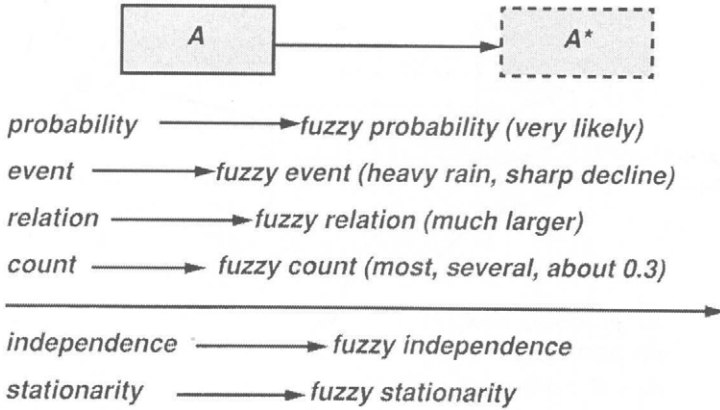 A A*
probability fuzzy probability (very likely)
event fuzzy event (heavy rain, sharp decline)
relation fuzzy relation (much larger)
count fuzzy count (most, several, about 0.3)
independence fuzzy independence
stationarity fuzzy stationarity